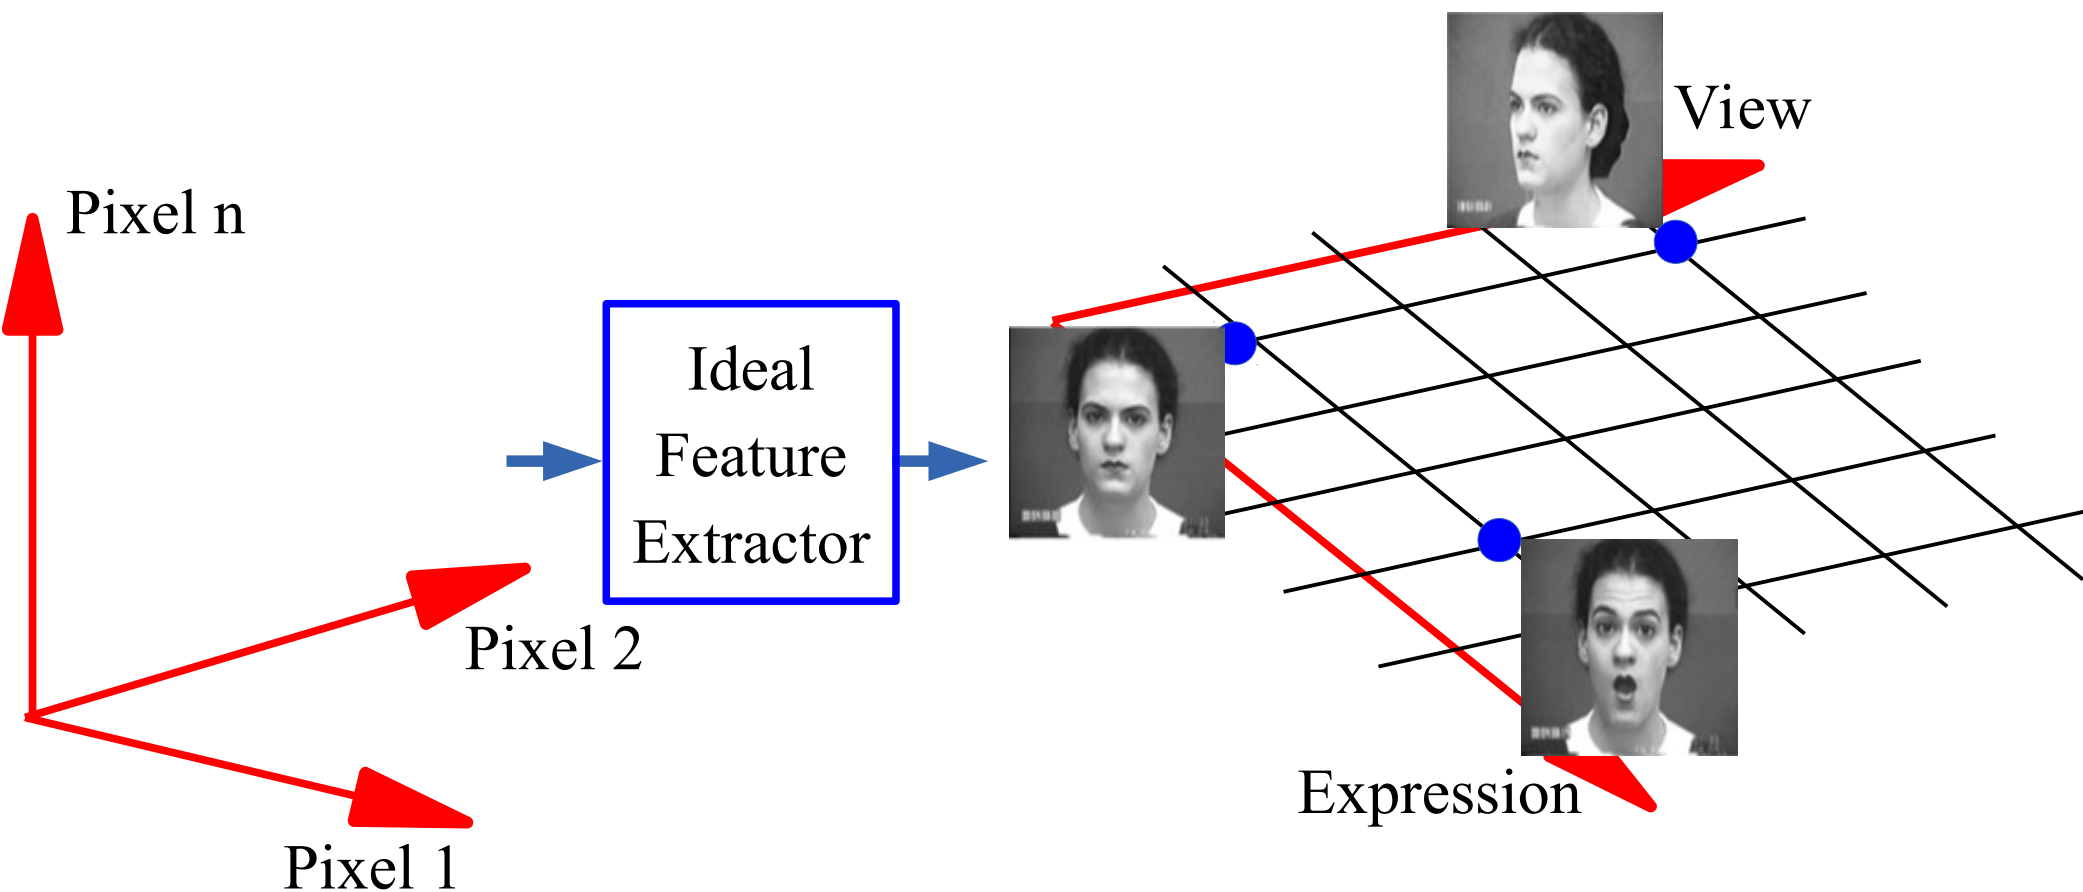 Pixel n
Pixel 2
Pixel 1
Ideal
Feature
Extractor
View
Expression